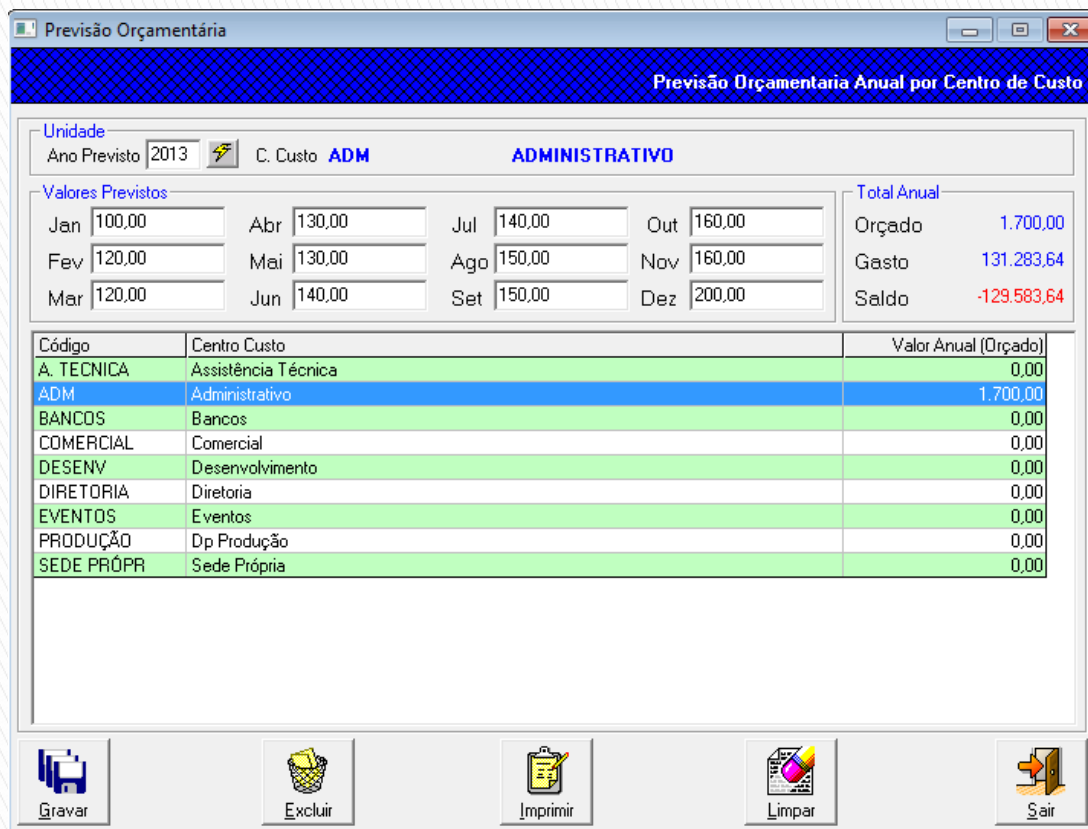 Previsão Orçamentária
Previsão Orçamentaria Anual por Centro de Custo
Unidade
Ano Previsto 2013 C. Custo ADM ADMINISTRATIVO
Valores Previstos Total Anual
Jan 100,00 Abr 130,00 Jul 140,00 Out 160,00 Orçado 1.700,00
Fev 120,00 Mai 130,00 Ago 150,00 Nov 160,00 Gasto 131.283,64
Mar 120,00 Jun 140,00 Set 150,00 Dez 200,00 Saldo -129.583,64
Código Centro Custo Valor Anual (Orçado)
A. TECNICA Assistência Técnica 0,00
ADM Administrativo 1.700,00
BANCOS Bancos 0,00
COMERCIAL Comercial 0,00
DESENV Desenvolvimento 0,00
DIRETORIA Diretoria 0,00
EVENTOS Eventos 0,00
PRODUÇÃO Dp Produção 0,00
SEDE PRÓPR Sede Própria 0,00
Gravar Excluir Imprimir Limpar Sair